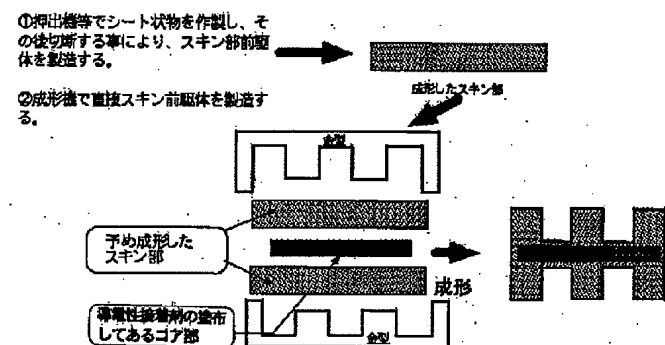 ①押出機等でシート状物を作製し、そ
の後切断する事により、スキン部前駆
体を製造する。
②成形機で直接スキン前駆体を製造す
る。
成形したスキン部
金型
予め成形した
スキン部
成形
導電性接着剤の塗布
してあるコア部
金型